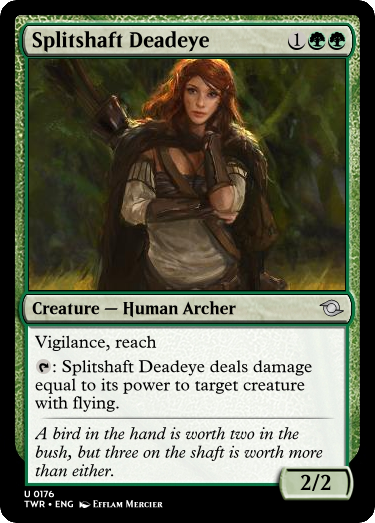 Splitshaft Deadeye 1
Creature — Human Archer
Vigilance, reach
: Splitshaft Deadeye deals damage
equal to its power to target creature
with flying.
A bird in the hand is worth two in the
bush, but three on the shaft is worth more
than either.
2/2
U 0176
TWR • ENG Efflam Mercier